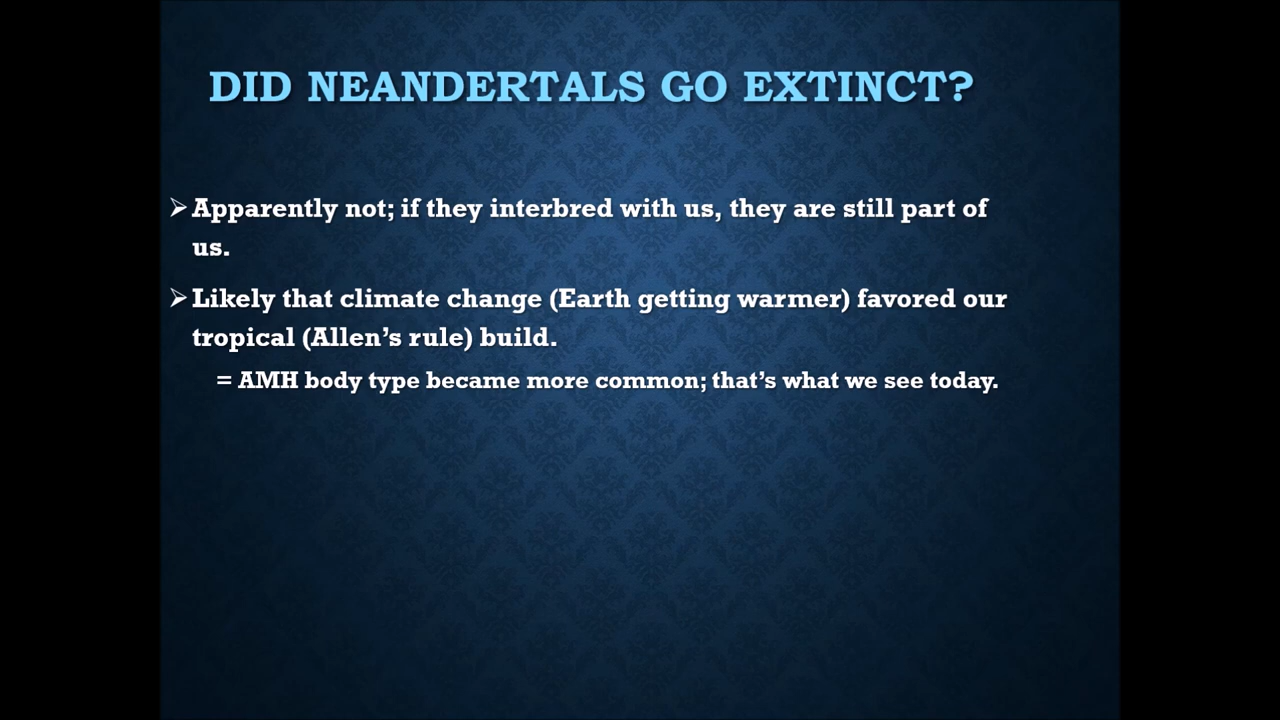 DID NEANDERTALS GO EXTINCT?
➢Apparently not; if they interbred with us, they are still part of
us.
➢Likely that climate change (Earth getting warmer) favored our
tropical (Allen’s rule) build.
= AMH body type became more common; that’s what we see today.